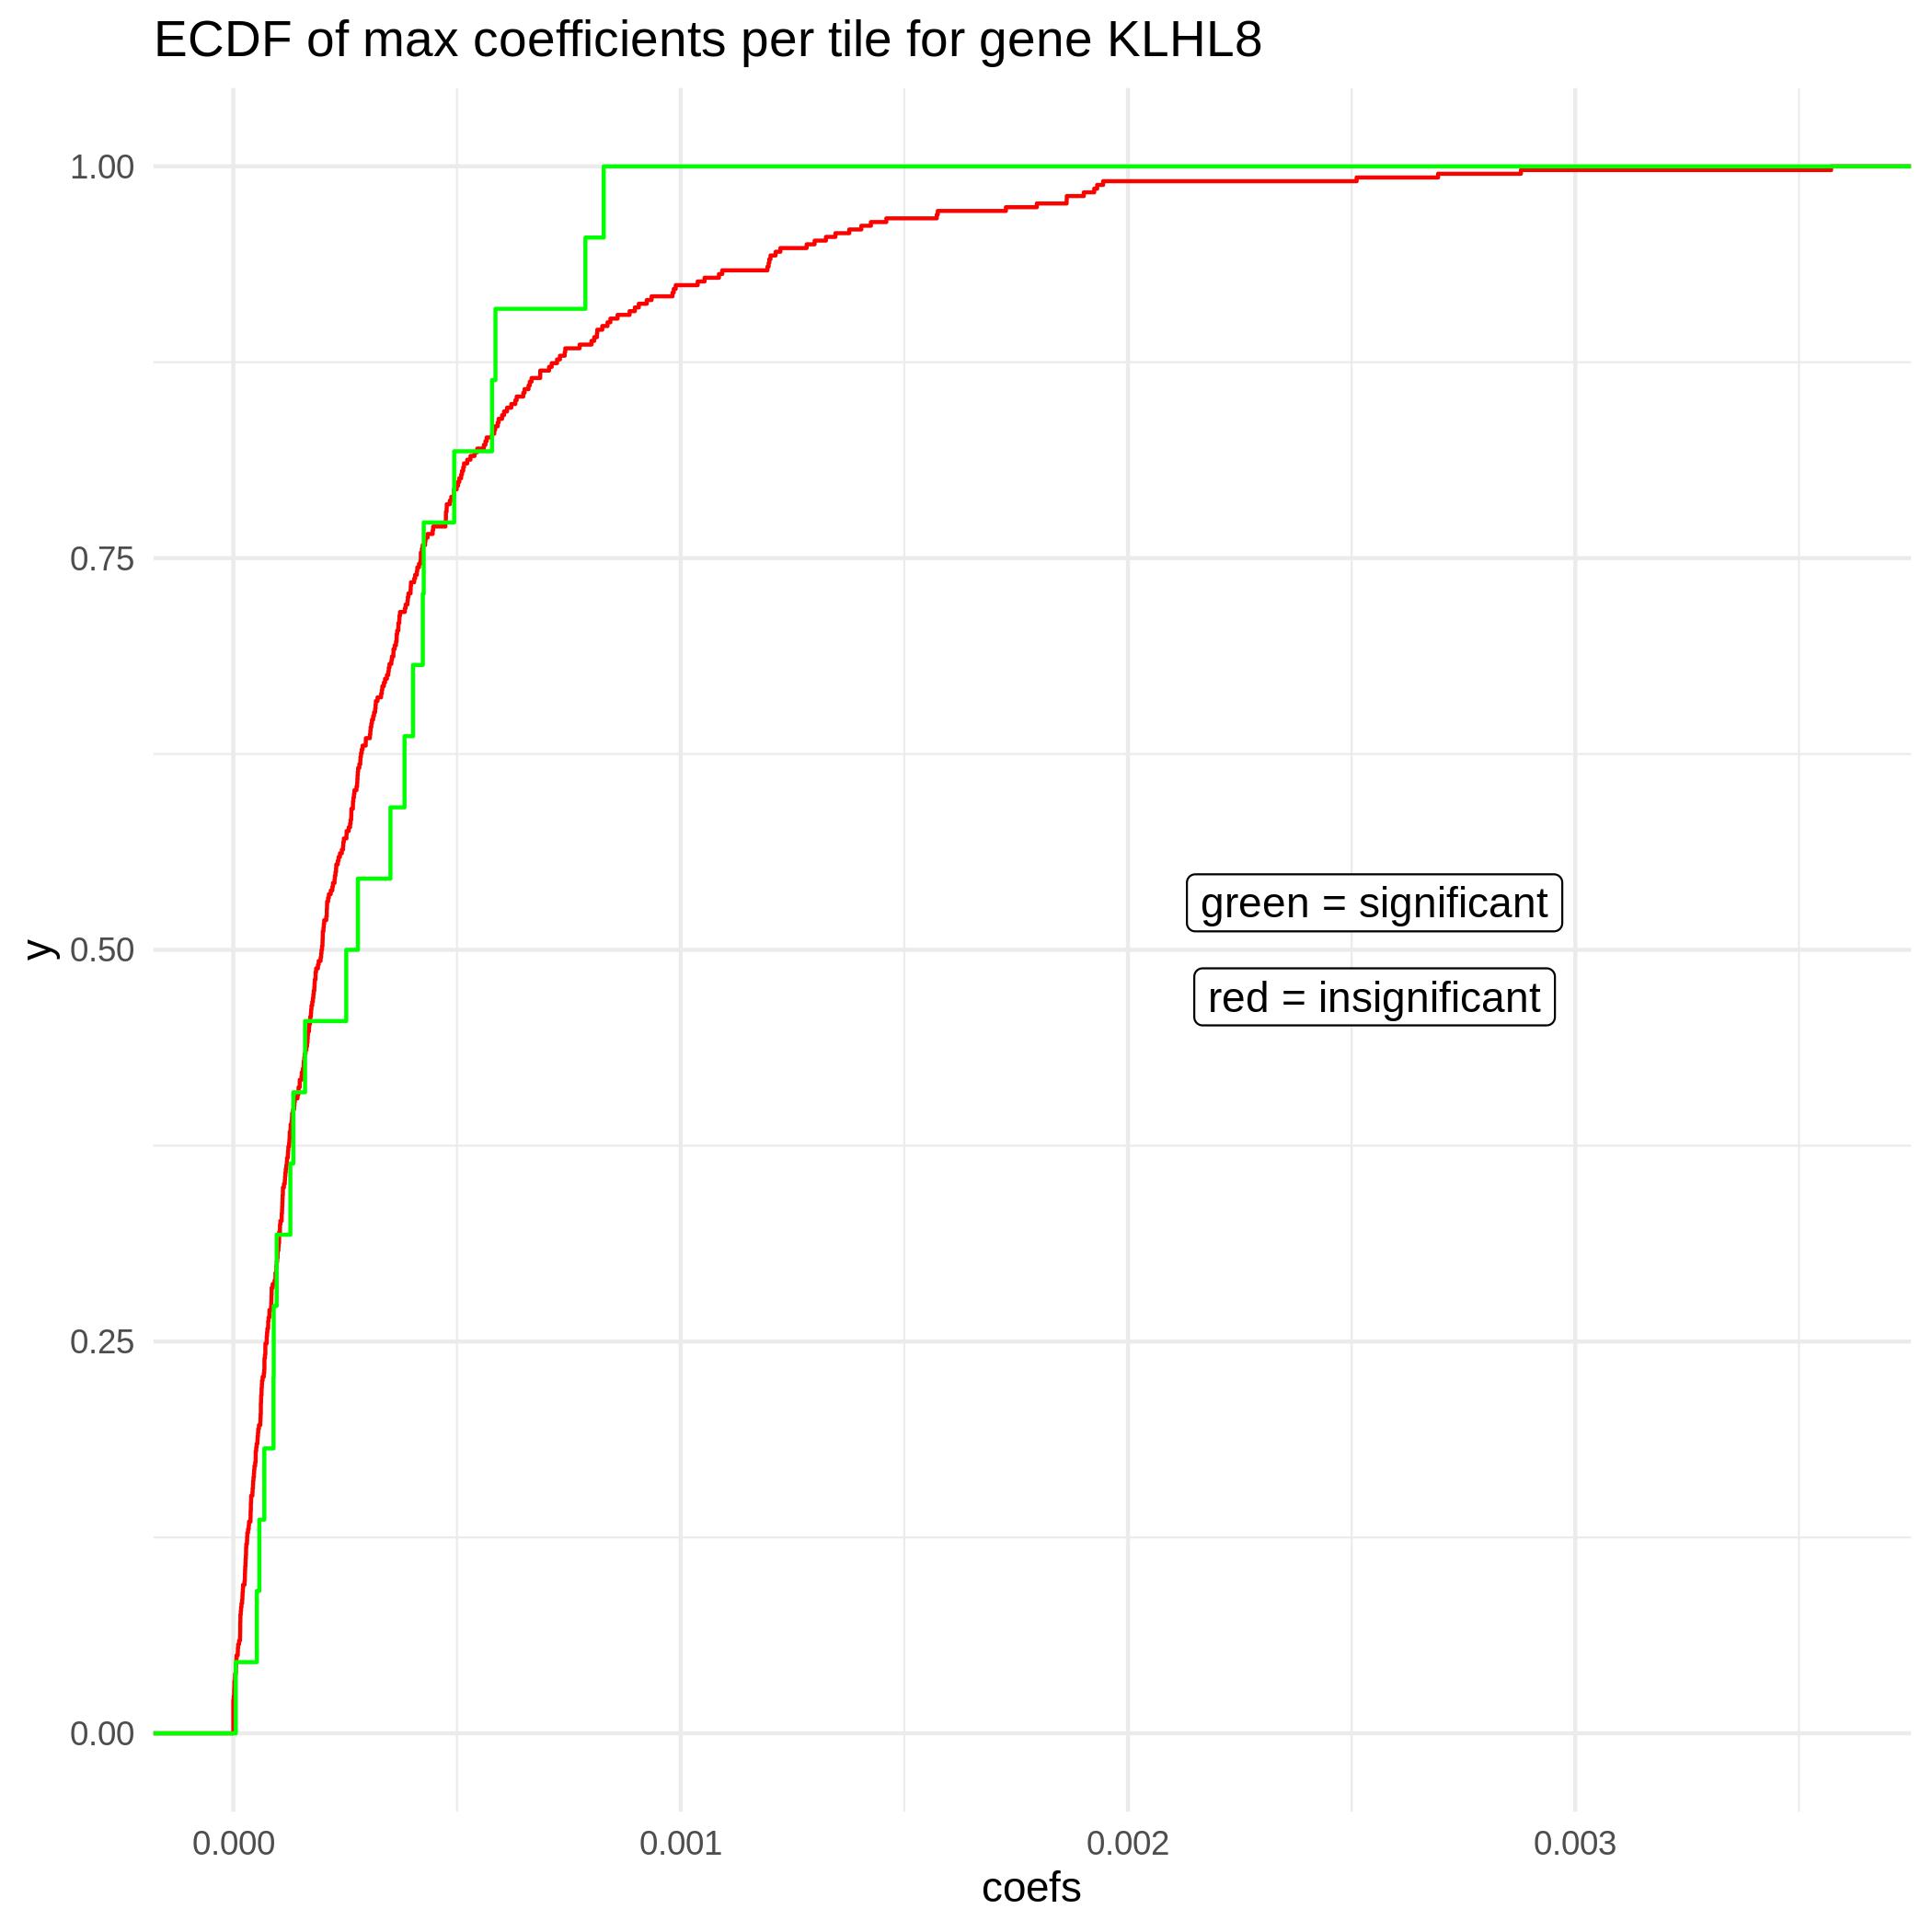 ECDF of max coefficients per tile for gene KLHL8
1.00
0.75
0.50
0.25
0.00
y
green = significant
red = insignificant
0.000 0.001 0.002 0.003
coefs